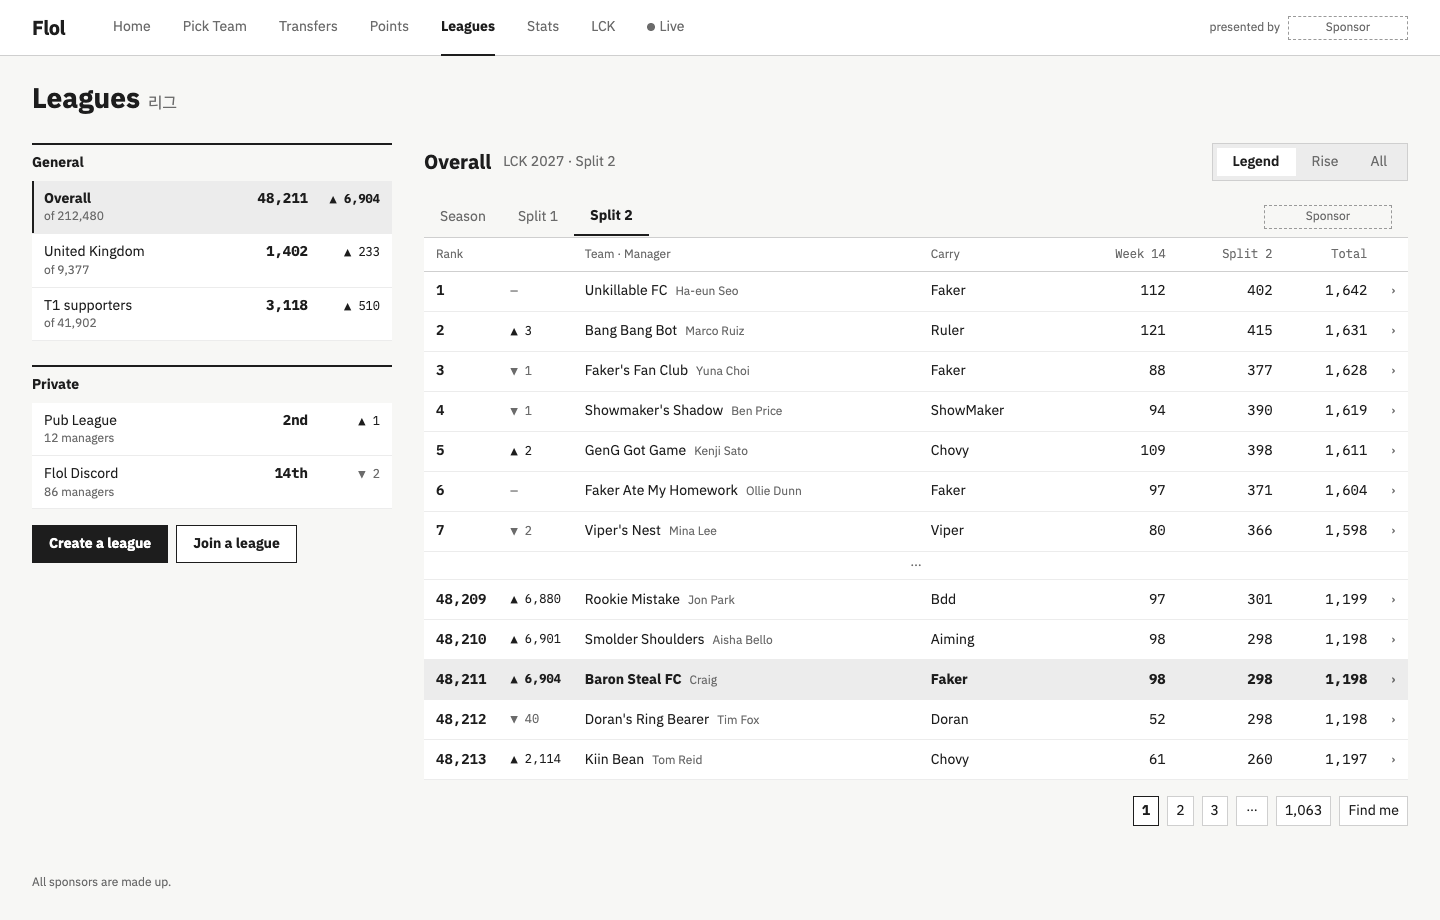 Flol Home Pick Team Transfers Points Leagues Stats LCK ● Live presented by Sponsor
Leagues 리그
General
Overall 48,211 ▲ 6,904
of 212,480
United Kingdom 1,402 ▲ 233
of 9,377
T1 supporters 3,118 ▲ 510
of 41,902
Private
Pub League 2nd ▲ 1
12 managers
Flol Discord 14th ▼ 2
86 managers
Create a league Join a league
Overall LCK 2027 · Split 2 Legend Rise All
Season Split 1 Split 2 Sponsor
Rank Team · Manager Carry Week 14 Split 2 Total
1 – Unkillable FC Ha-eun Seo Faker 112 402 1,642 ›
2 ▲ 3 Bang Bang Bot Marco Ruiz Ruler 121 415 1,631 ›
3 ▼ 1 Faker's Fan Club Yuna Choi Faker 88 377 1,628 ›
4 ▼ 1 Showmaker's Shadow Ben Price ShowMaker 94 390 1,619 ›
5 ▲ 2 GenG Got Game Kenji Sato Chovy 109 398 1,611 ›
6 – Faker Ate My Homework Ollie Dunn Faker 97 371 1,604 ›
7 ▼ 2 Viper's Nest Mina Lee Viper 80 366 1,598 ›
…
48,209 ▲ 6,880 Rookie Mistake Jon Park Bdd 97 301 1,199 ›
48,210 ▲ 6,901 Smolder Shoulders Aisha Bello Aiming 98 298 1,198 ›
48,211 ▲ 6,904 Baron Steal FC Craig Faker 98 298 1,198 ›
48,212 ▼ 40 Doran's Ring Bearer Tim Fox Doran 52 298 1,198 ›
48,213 ▲ 2,114 Kiin Bean Tom Reid Chovy 61 260 1,197 ›
1 2 3 … 1,063 Find me
All sponsors are made up.